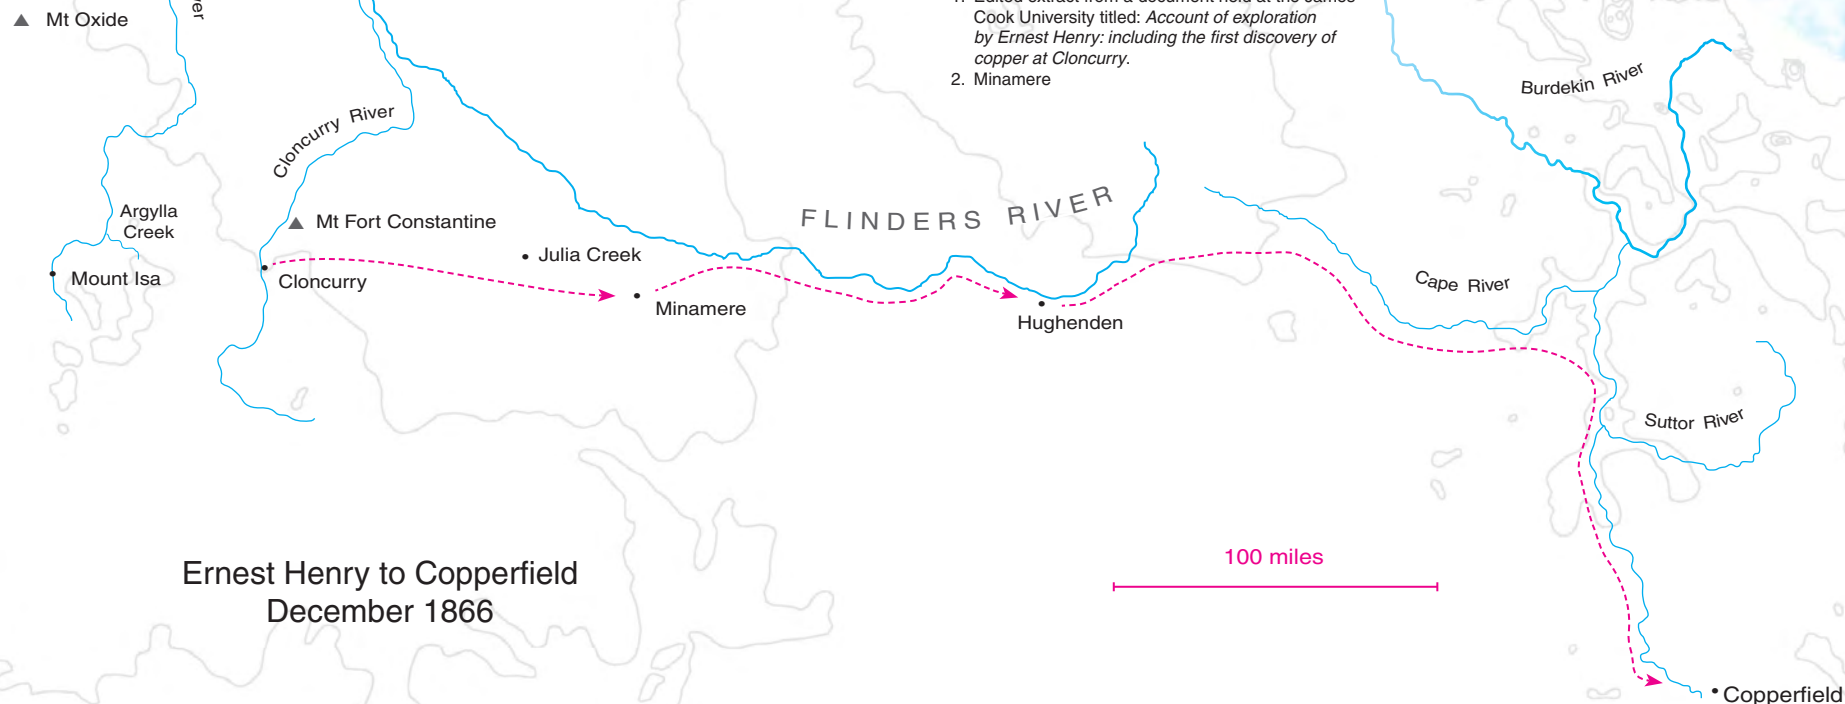 Cook University titled: Account of exploration
by Ernest Henry: including the first discovery of
copper at Cloncurry.
2. Minamere
Mt Oxide
Burdekin River
Cloncurry River
Argylla
Creek
Mt Fort Constantine
FLINDERS RIVER
Julia Creek
Mount Isa
Cloncurry
Cape River
Minamere
Hughenden
Suttor River
100 miles
Ernest Henry to Copperfield
December 1866
Copperfield